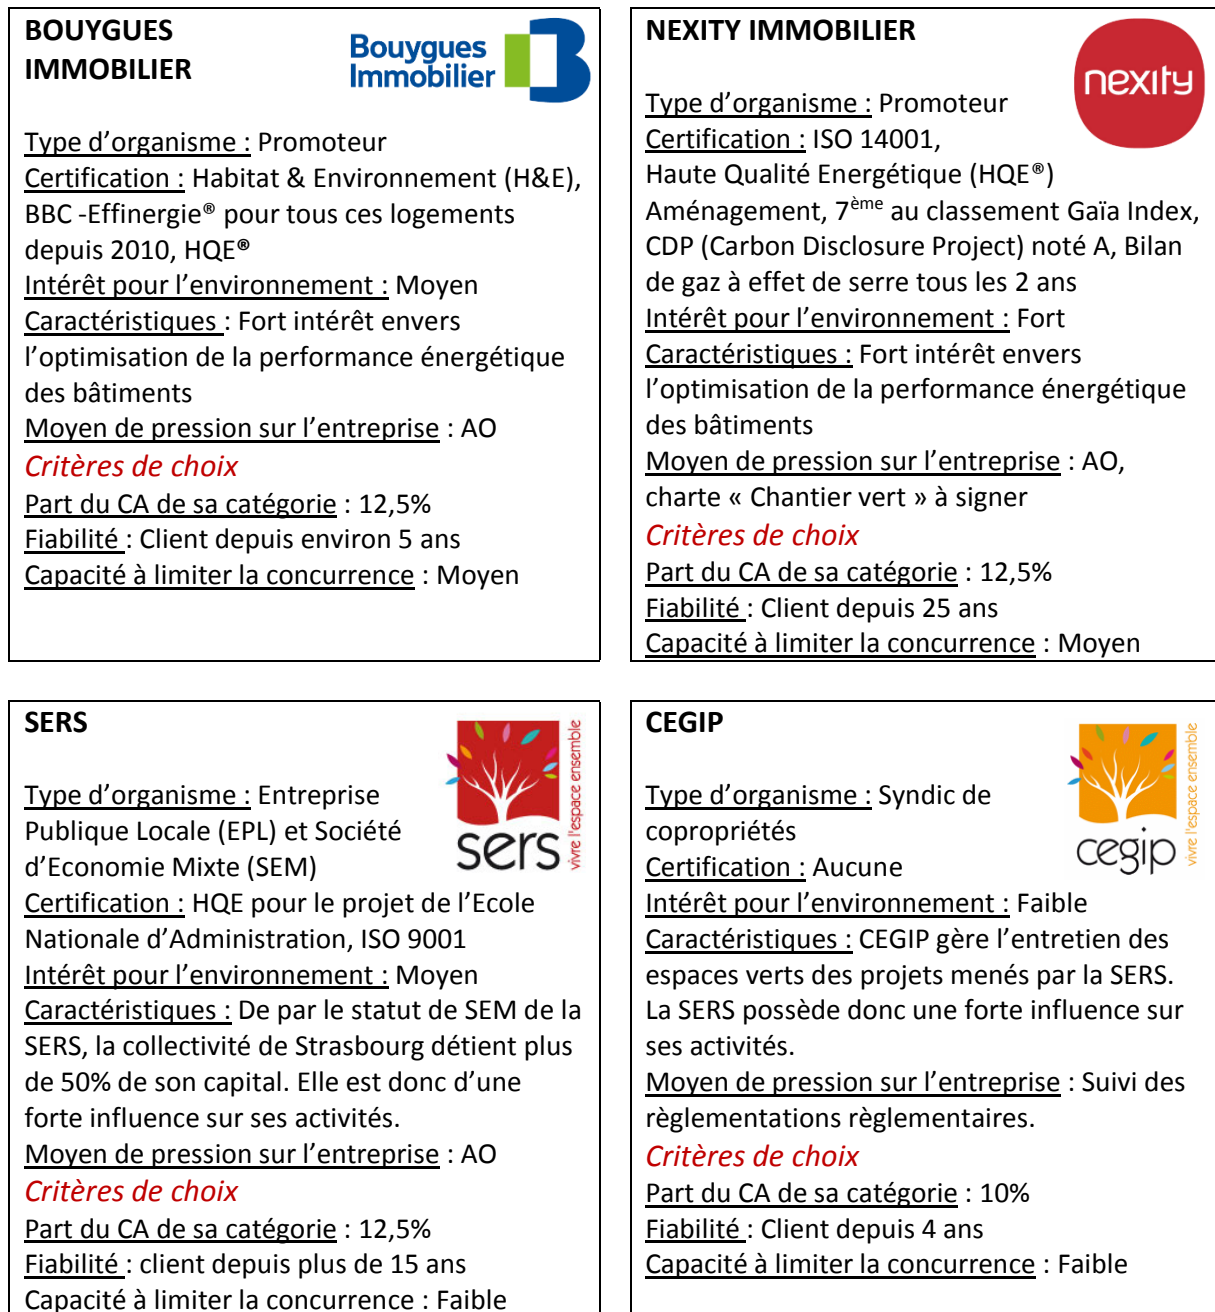 BOUYGUES
IMMOBILIER
Bouygues
Immobilier
Type d’organisme : Promoteur
Certification : Habitat & Environnement (H&E),
BBC -Effinergie® pour tous ces logements
depuis 2010, HQE®
Intérêt pour l’environnement : Moyen
Caractéristiques : Fort intérêt envers
l’optimisation de la performance énergétique
des bâtiments
Moyen de pression sur l’entreprise : AO
Critères de choix
Part du CA de sa catégorie : 12,5%
Fiabilité : Client depuis environ 5 ans
Capacité à limiter la concurrence : Moyen
NEXITY IMMOBILIER
nexity
Type d’organisme : Promoteur
Certification : ISO 14001,
Haute Qualité Energétique (HQE®)
Aménagement, 7ème au classement Gaïa Index,
CDP (Carbon Disclosure Project) noté A, Bilan
de gaz à effet de serre tous les 2 ans
Intérêt pour l’environnement : Fort
Caractéristiques : Fort intérêt envers
l’optimisation de la performance énergétique
des bâtiments
Moyen de pression sur l’entreprise : AO,
charte « Chantier vert » à signer
Critères de choix
Part du CA de sa catégorie : 12,5%
Fiabilité : Client depuis 25 ans
Capacité à limiter la concurrence : Moyen
SERS
sers
vivre l'espace ensemble
Type d’organisme : Entreprise
Publique Locale (EPL) et Société
d’Economie Mixte (SEM)
Certification : HQE pour le projet de l’Ecole
Nationale d’Administration, ISO 9001
Intérêt pour l’environnement : Moyen
Caractéristiques : De par le statut de SEM de la
SERS, la collectivité de Strasbourg détient plus
de 50% de son capital. Elle est donc d’une
forte influence sur ses activités.
Moyen de pression sur l’entreprise : AO
Critères de choix
Part du CA de sa catégorie : 12,5%
Fiabilité : client depuis plus de 15 ans
Capacité à limiter la concurrence : Faible
CEGIP
cegip
vivre l'espace ensemble
Type d’organisme : Syndic de
copropriétés
Certification : Aucune
Intérêt pour l’environnement : Faible
Caractéristiques : CEGIP gère l’entretien des
espaces verts des projets menés par la SERS.
La SERS possède donc une forte influence sur
ses activités.
Moyen de pression sur l’entreprise : Suivi des
règlementations règlementaires.
Critères de choix
Part du CA de sa catégorie : 10%
Fiabilité : Client depuis 4 ans
Capacité à limiter la concurrence : Faible